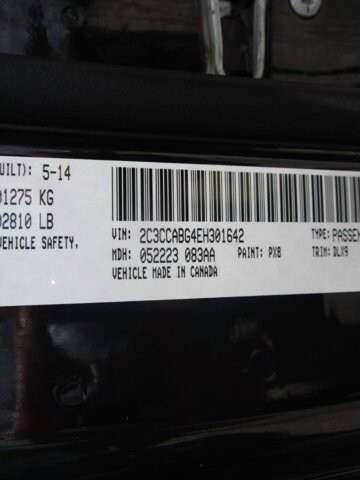 UILT): 5-14
01275 KG
02810 LB
VEHICLE SAFETY.
VIN: 2C3CCABG4EH301642 TYPE: PASSEN
MDH: 052223 083AA PAINT: PX8 TRIM: DLX9
VEHICLE MADE IN CANADA